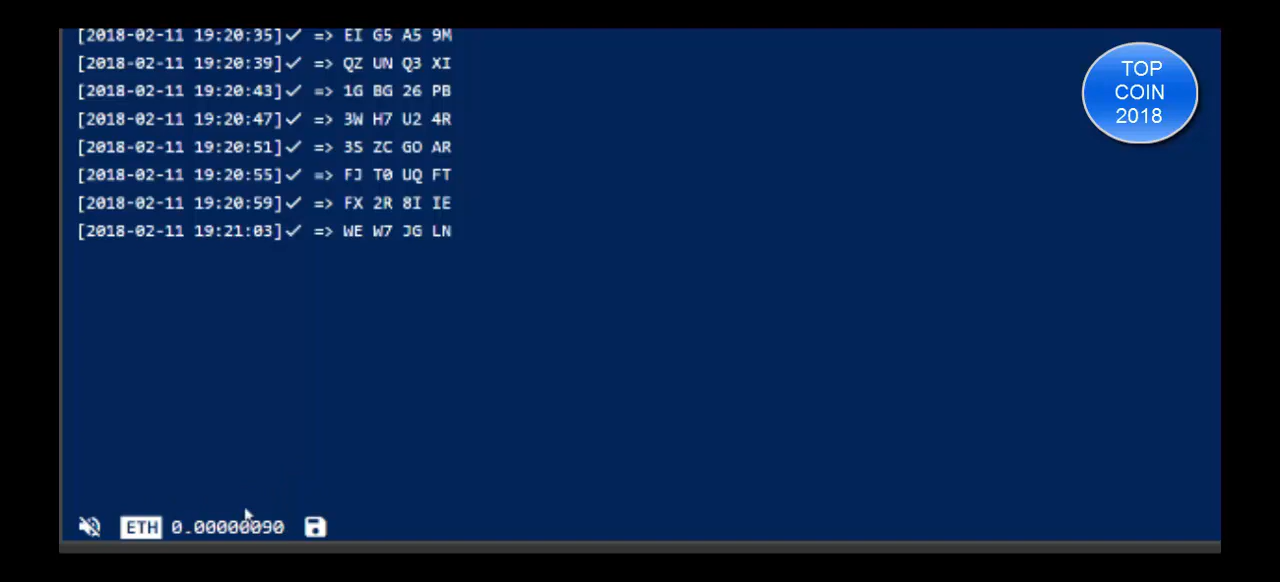 [2018-02-11 19:20:35]✓ => EI G5 A5 9M
[2018-02-11 19:20:39]✓ => QZ UN Q3 XI
[2018-02-11 19:20:43]✓ => 1G BG 26 PB
[2018-02-11 19:20:47]✓ => 3W H7 U2 4R
[2018-02-11 19:20:51]✓ => 3S ZC GO AR
[2018-02-11 19:20:55]✓ => FJ T0 UQ FT
[2018-02-11 19:20:59]✓ => FX 2R 8I IE
[2018-02-11 19:21:03]✓ => WE W7 JG LN
TOP
COIN
2018
ETH 0.00000090